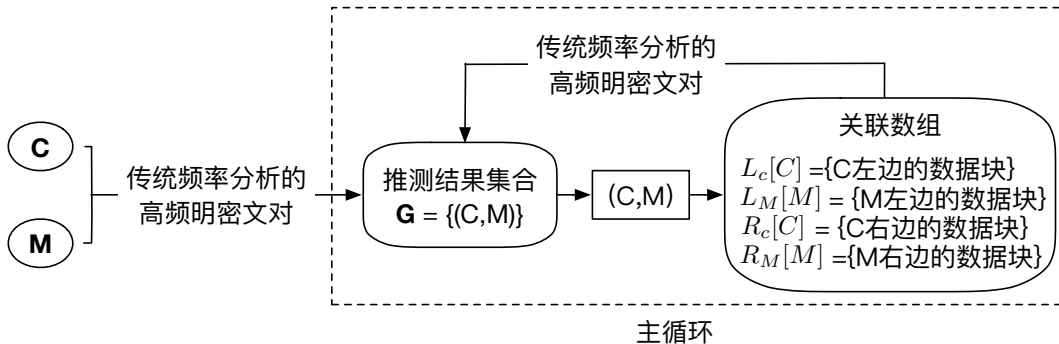 C
M
传统频率分析的
高频明密文对
传统频率分析的
高频明密文对
推测结果集合
G = {(C,M)}
(C,M)
关联数组
L_c[C] ={C左边的数据块}
L_M[M] = {M左边的数据块}
R_c[C] = {C右边的数据块}
R_M[M] ={M右边的数据块}
主循环